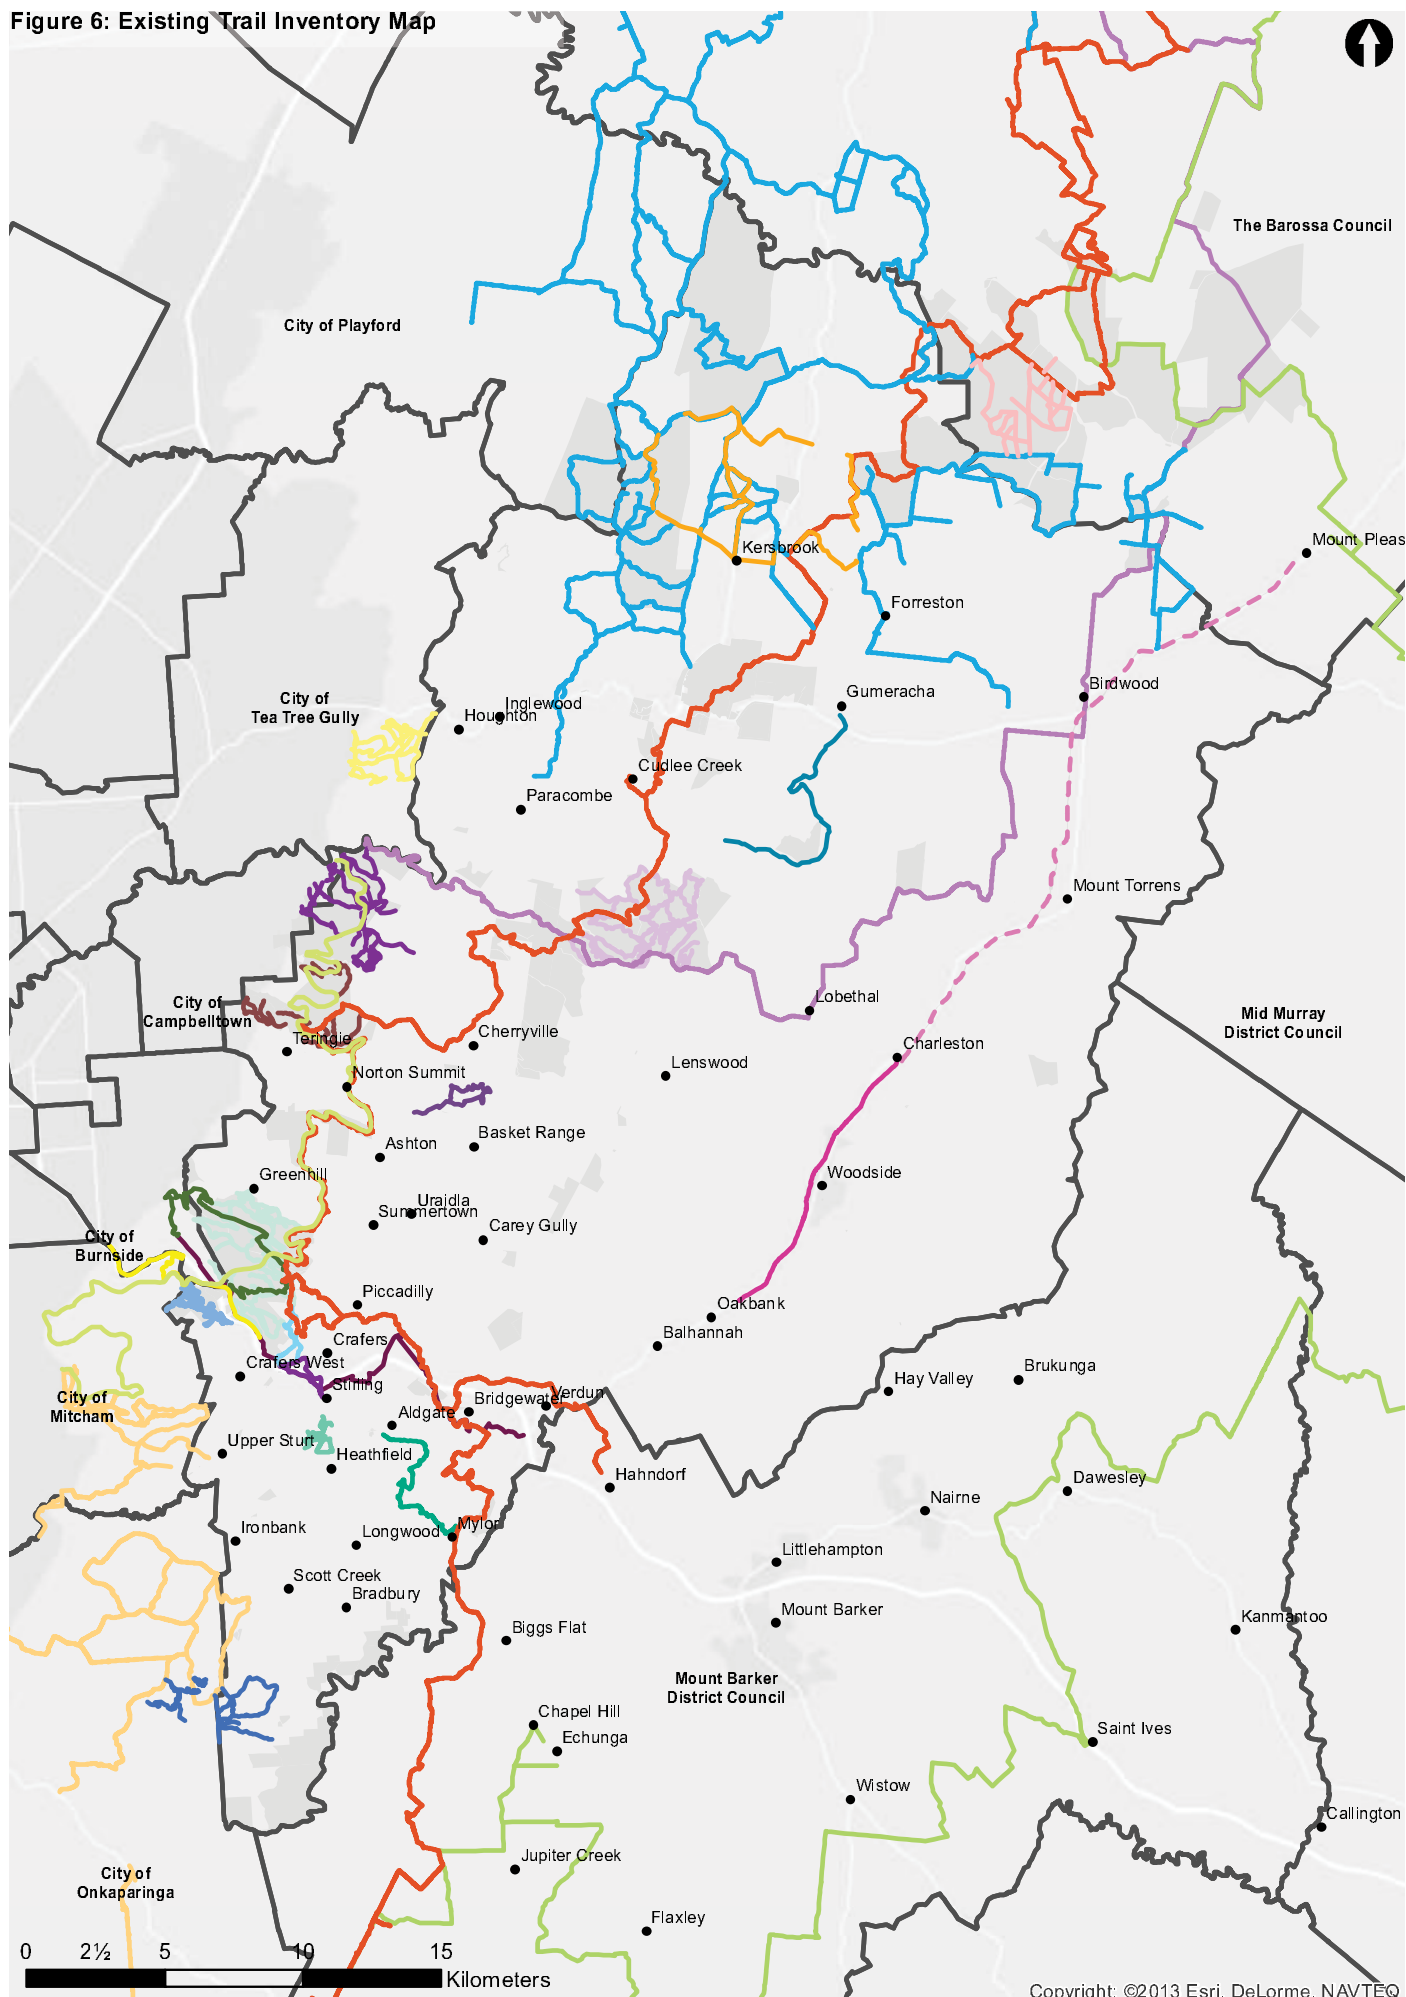 Figure 6: Existing Trail Inventory Map
The Barossa Council
City of Playford
Kersbrook
Mount Pleas
Forreston
Birdwood
Gumeracha
City of
Tea Tree Gully
Inglewood
Houghton
Cudlee Creek
Paracombe
Mount Torrens
Lobethal
City of
Campbelltown
Mid Murray
District Council
Teringie
Cherryville
Charleston
Lenswood
Norton Summit
Basket Range
Ashton
Greenhill
Woodside
Uraidla
Summertown
Carey Gully
City of
Burnside
Piccadilly
Oakbank
Balhannah
Crafers
Crafers West
Stirling
Hay Valley
Brukunga
City of
Mitcham
Bridgewater
Verdun
Aldgate
Upper Sturt
Heathfield
Hahndorf
Dawesley
Nairne
Ironbank
Longwood
Mylor
Littlehampton
Scott Creek
Bradbury
Mount Barker
Kanmantoo
Biggs Flat
Mount Barker
District Council
Chapel Hill
Echunga
Saint Ives
Wistow
Callington
City of
Onkaparinga
Jupiter Creek
Flaxley
0 2½ 5 10 15
Kilometers
Copyright: ©2013 Esri, DeLorme, NAVTEQ